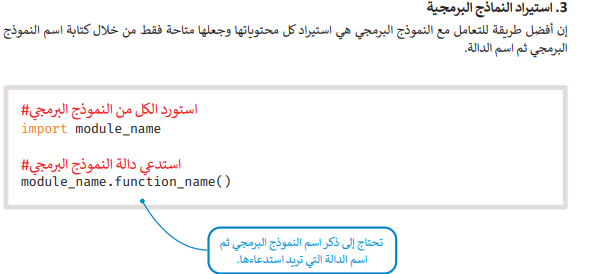 3. استيراد النماذج البرمجية
إن أفضل طريقة للتعامل مع النموذج البرمجي هي استيراد كل محتوياتها وجعلها متاحة فقط من خلال كتابة اسم النموذج
البرمجي ثم اسم الدالة.
#استورد الكل من النموذج البرمجي
import module_name
#استدعي دالة النموذج البرمجي
module_name.function_name()
تحتاج إلى ذكر اسم النموذج البرمجي ثم
اسم الدالة التي تريد استدعاءها.